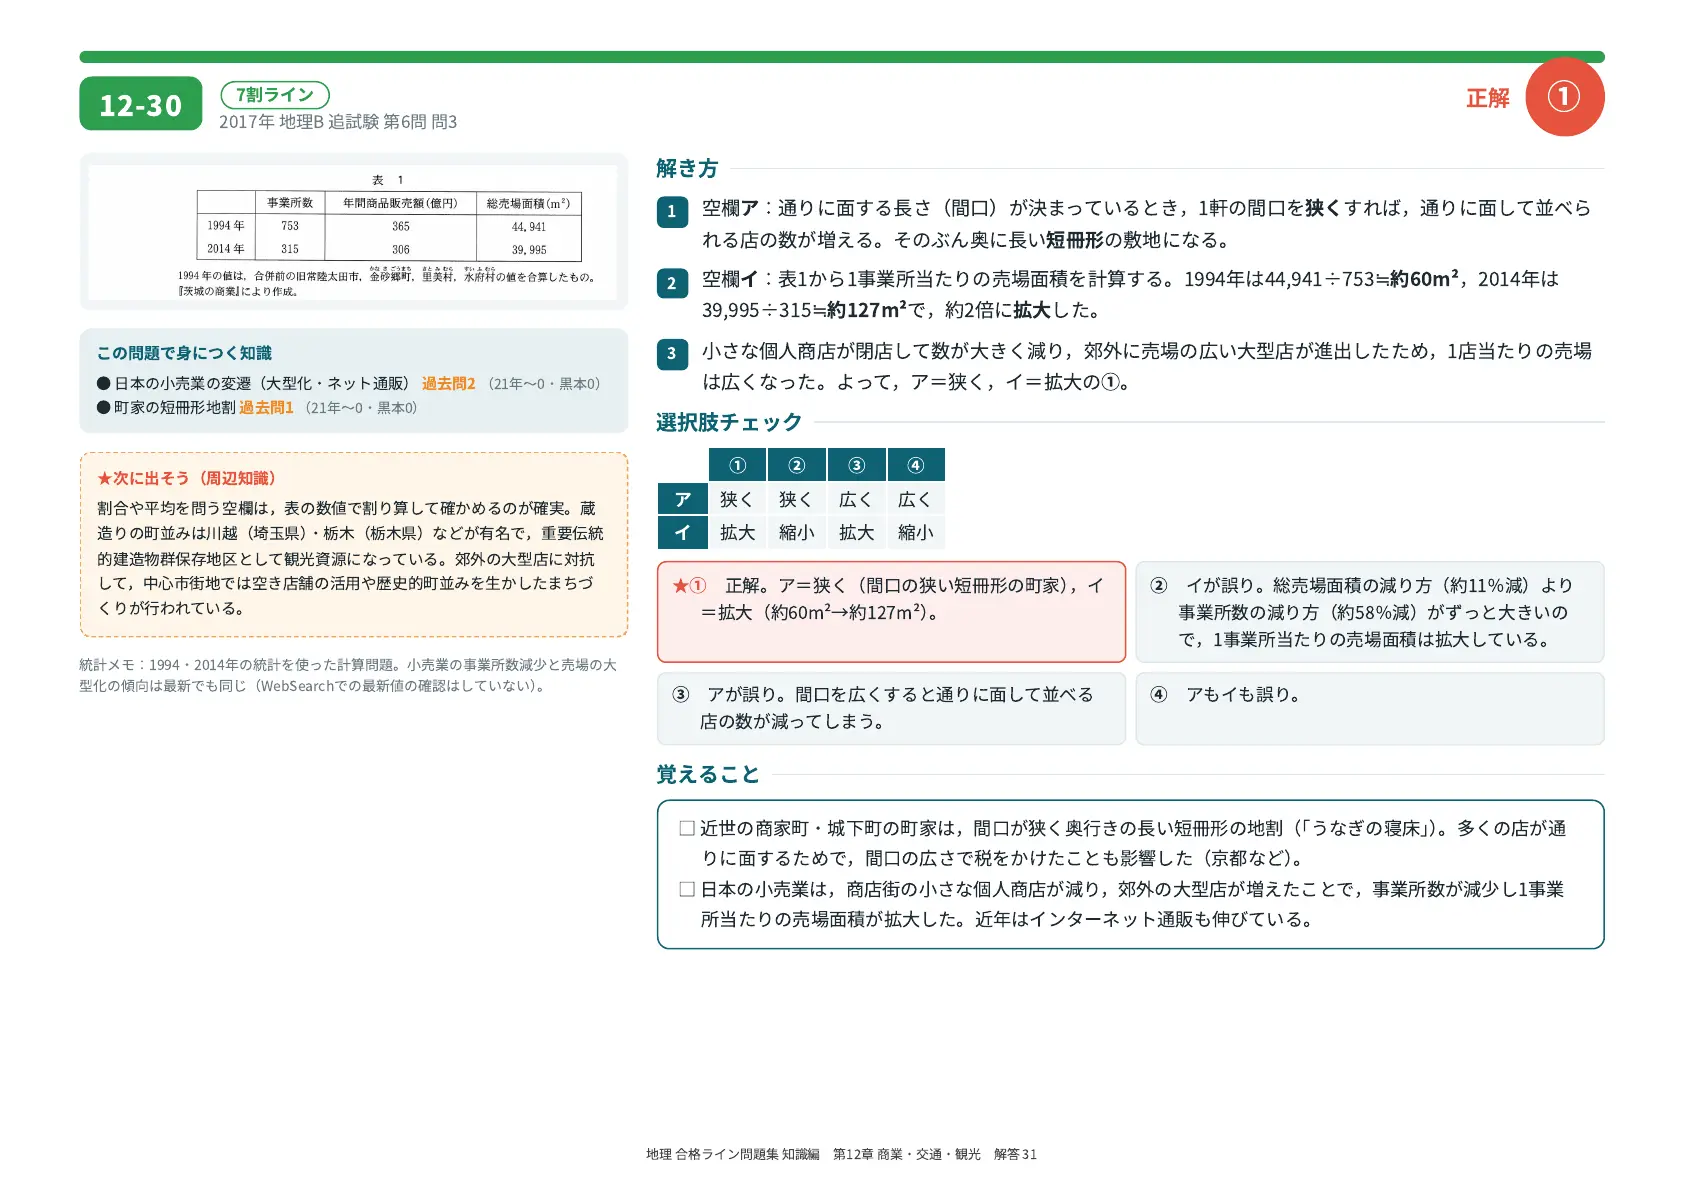 12-30
7割ライン
2017年 地理B 追試験 第6問 問3
正解 ①
表 1
事業所数 年間商品販売額(億円) 総売場面積(m²)
1994年 753 365 44,941
2014年 315 306 39,995
1994年の値は,合併前の旧常陸太田市,金砂郷町,里美村,水府村の値を合算したもの。
かなさごうまち さとみむら すいふむら
『茨城の商業』により作成。
この問題で身につく知識
●日本の小売業の変遷（大型化・ネット通販） 過去問2 （21年〜0・黒本0）
●町家の短冊形地割 過去問1 （21年〜0・黒本0）
★次に出そう（周辺知識）
割合や平均を問う空欄は，表の数値で割り算して確かめるのが確実。蔵
造りの町並みは川越（埼玉県）・栃木（栃木県）などが有名で，重要伝統
的建造物群保存地区として観光資源になっている。郊外の大型店に対抗
して，中心市街地では空き店舗の活用や歴史的町並みを生かしたまちづ
くりが行われている。
統計メモ：1994・2014年の統計を使った計算問題。小売業の事業所数減少と売場の大
型化の傾向は最新でも同じ（WebSearchでの最新値の確認はしていない）。
解き方
1 空欄ア：通りに面する長さ（間口）が決まっているとき，1軒の間口を狭くすれば，通りに面して並べら
れる店の数が増える。そのぶん奥に長い短冊形の敷地になる。
2 空欄イ：表1から1事業所当たりの売場面積を計算する。1994年は44,941÷753≒約60m²，2014年は
39,995÷315≒約127m²で，約2倍に拡大した。
3 小さな個人商店が閉店して数が大きく減り，郊外に売場の広い大型店が進出したため，1店当たりの売場
は広くなった。よって，ア＝狭く，イ＝拡大の①。
選択肢チェック
① ② ③ ④
ア 狭く 狭く 広く 広く
イ 拡大 縮小 拡大 縮小
★① 正解。ア＝狭く（間口の狭い短冊形の町家），イ
＝拡大（約60m²→約127m²）。
② イが誤り。総売場面積の減り方（約11%減）より
事業所数の減り方（約58%減）がずっと大きいの
で，1事業所当たりの売場面積は拡大している。
③ アが誤り。間口を広くすると通りに面して並べる
店の数が減ってしまう。
④ アもイも誤り。
覚えること
□ 近世の商家町・城下町の町家は，間口が狭く奥行きの長い短冊形の地割（「うなぎの寝床」）。多くの店が通
りに面するためで，間口の広さで税をかけたことも影響した（京都など）。
□ 日本の小売業は，商店街の小さな個人商店が減り，郊外の大型店が増えたことで，事業所数が減少し1事業
所当たりの売場面積が拡大した。近年はインターネット通販も伸びている。
地理 合格ライン問題集 知識編 第12章 商業・交通・観光 解答31